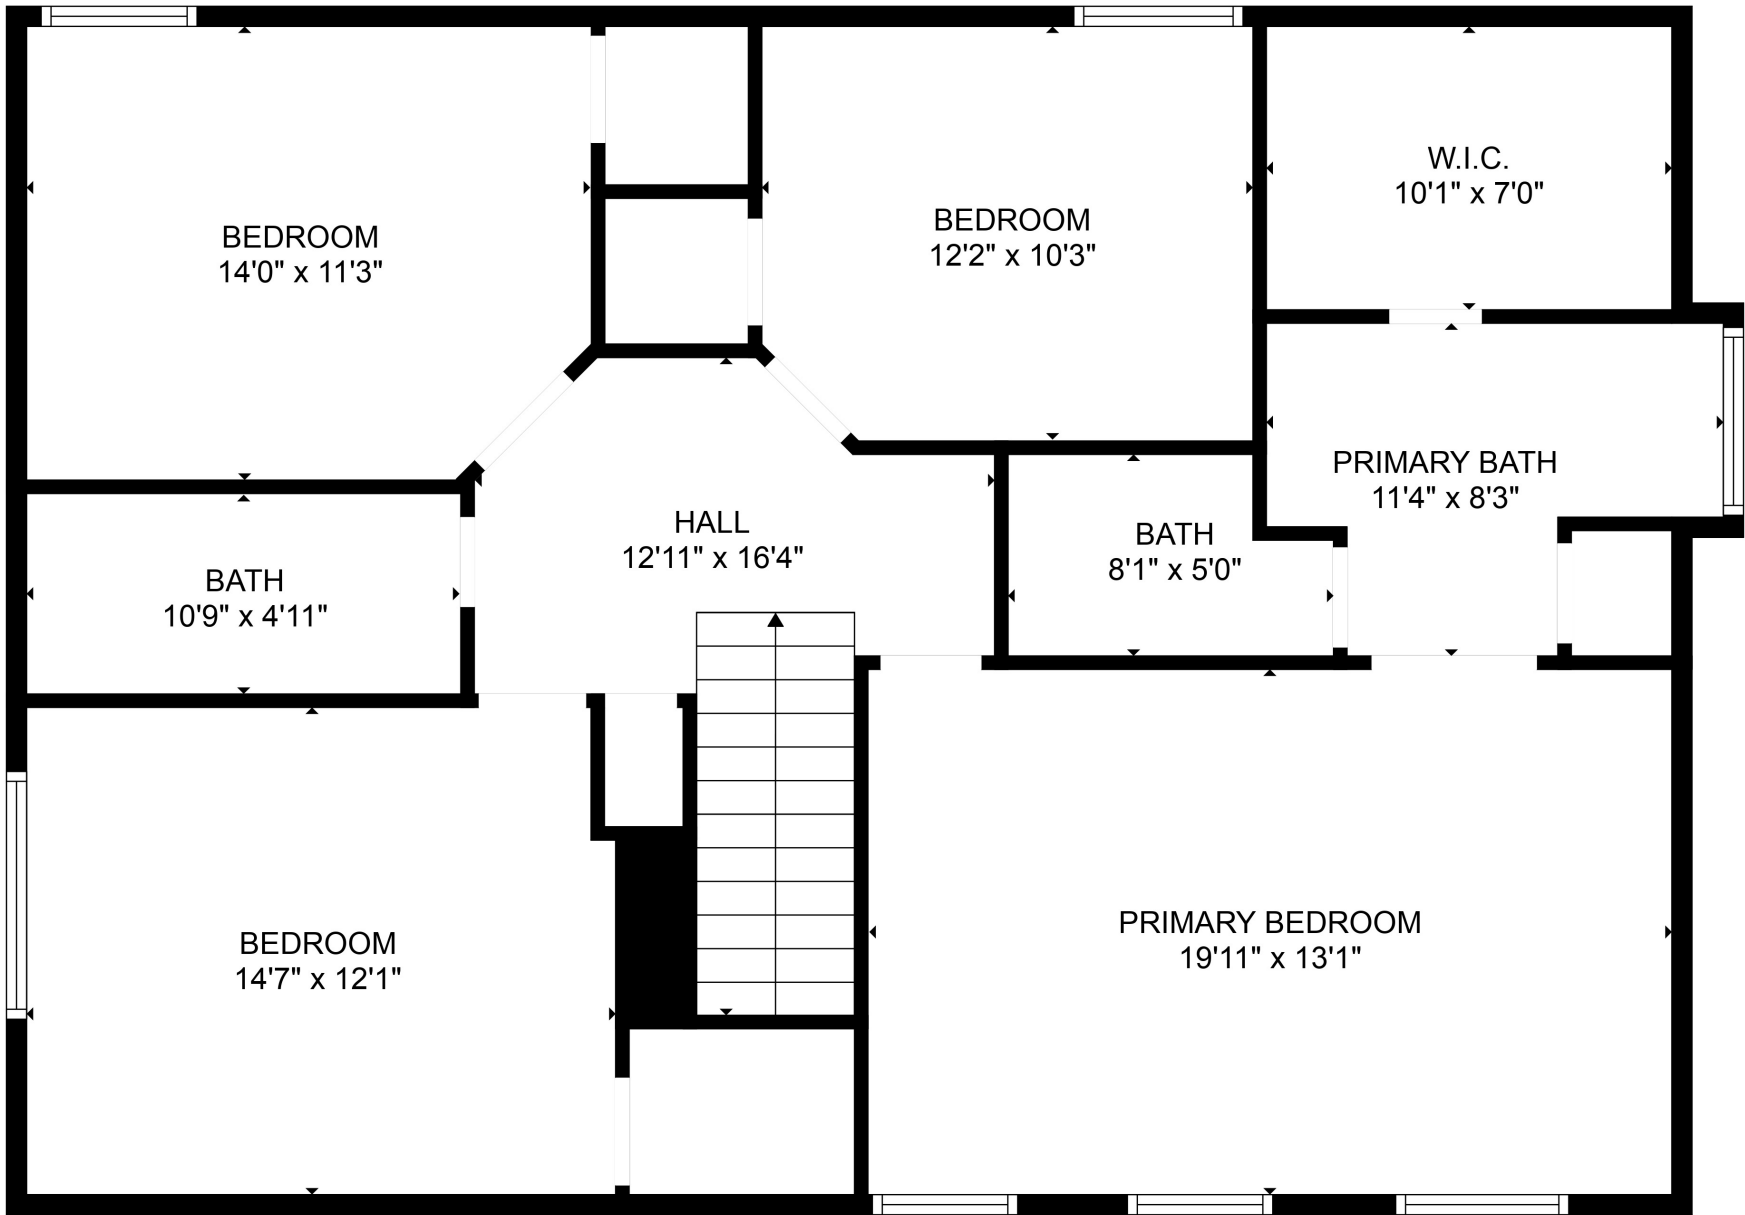 BEDROOM
14'0" x 11'3"
BEDROOM
12'2" x 10'3"
W.I.C.
10'1" x 7'0"
PRIMARY BATH
11'4" x 8'3"
HALL
12'11" x 16'4"
BATH
8'1" x 5'0"
BATH
10'9" x 4'11"
BEDROOM
14'7" x 12'1"
PRIMARY BEDROOM
19'11" x 13'1"